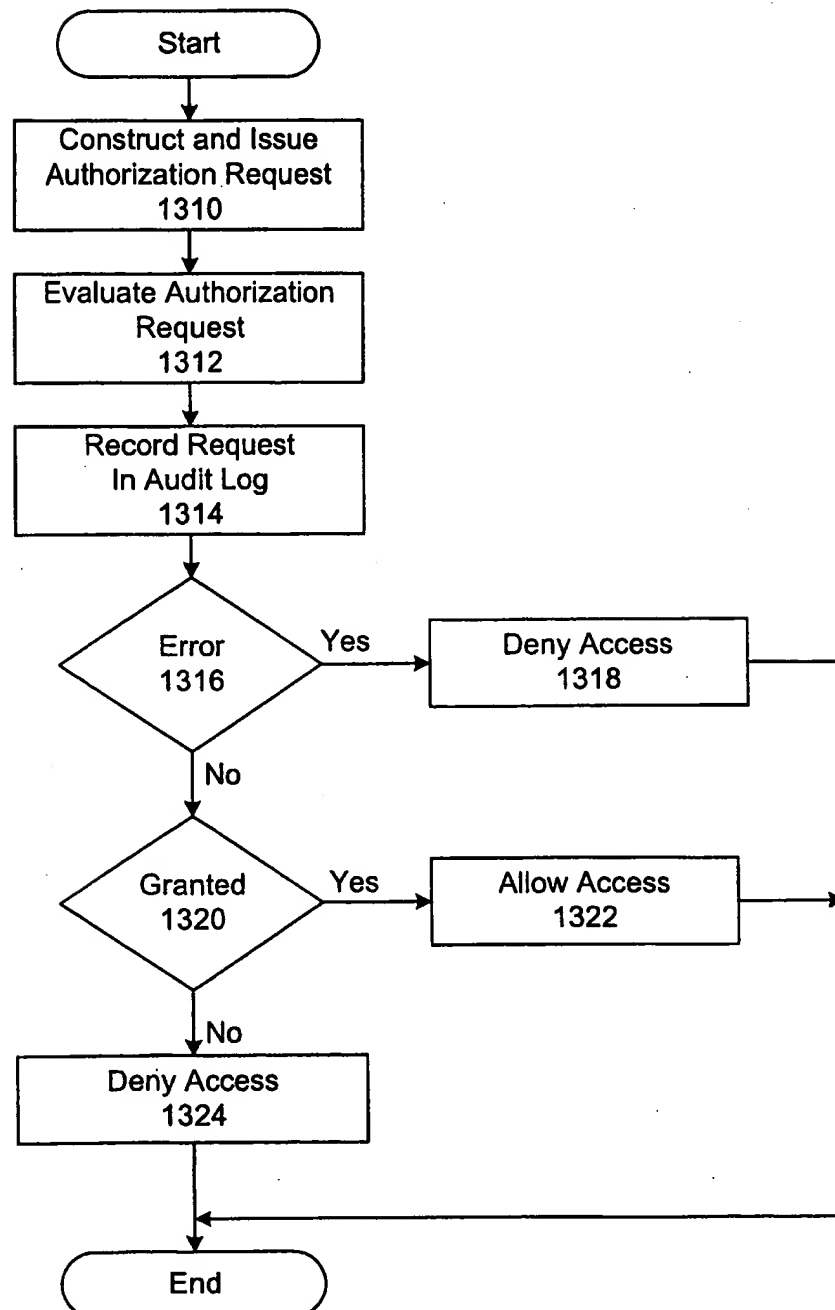 Start
Construct and Issue
Authorization Request
1310
Evaluate Authorization
Request
1312
Record Request
In Audit Log
1314
Error
1316
Yes
Deny Access
1318
No
Granted
1320
Yes
Allow Access
1322
No
Deny Access
1324
End